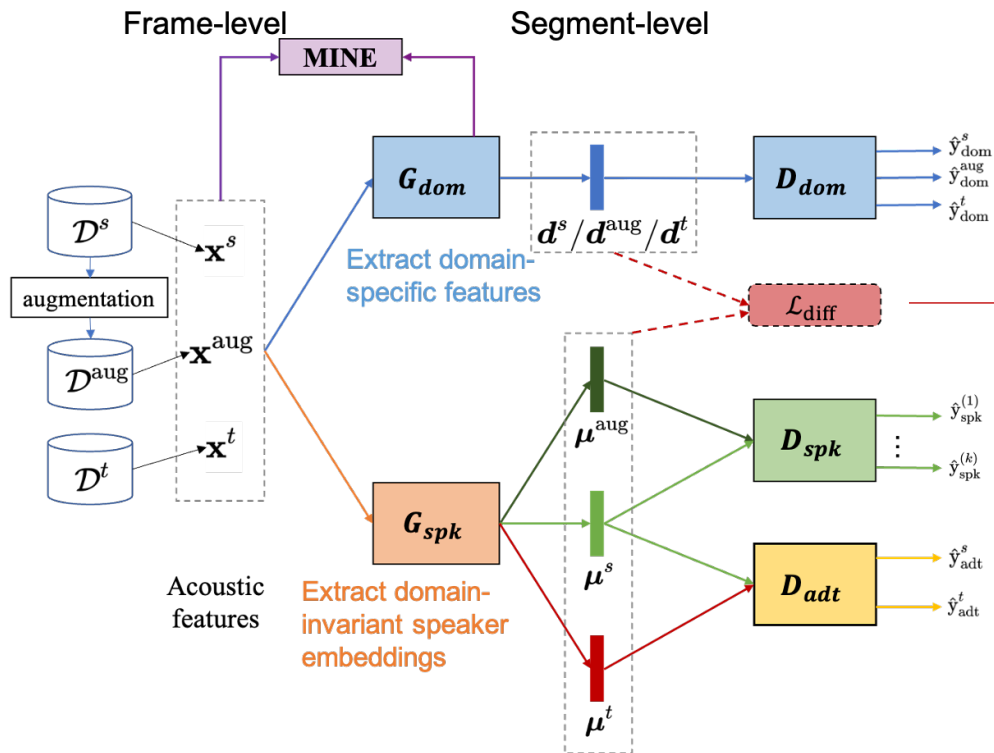 Frame-level
Segment-level
MINE
G_dom
D_dom
ŷ^s_dom
ŷ^aug_dom
ŷ^t_dom
d^s/d^aug/d^t
D^s
x^s
Extract domain-
specific features
augmentation
L_diff
D^aug
x^aug
μ^aug
D_spk
ŷ^(1)_spk
⋮
ŷ^(k)_spk
D^t
x^t
G_spk
μ^s
D_adt
ŷ^s_adt
ŷ^t_adt
Acoustic
features
Extract domain-
invariant speaker
embeddings
μ^t